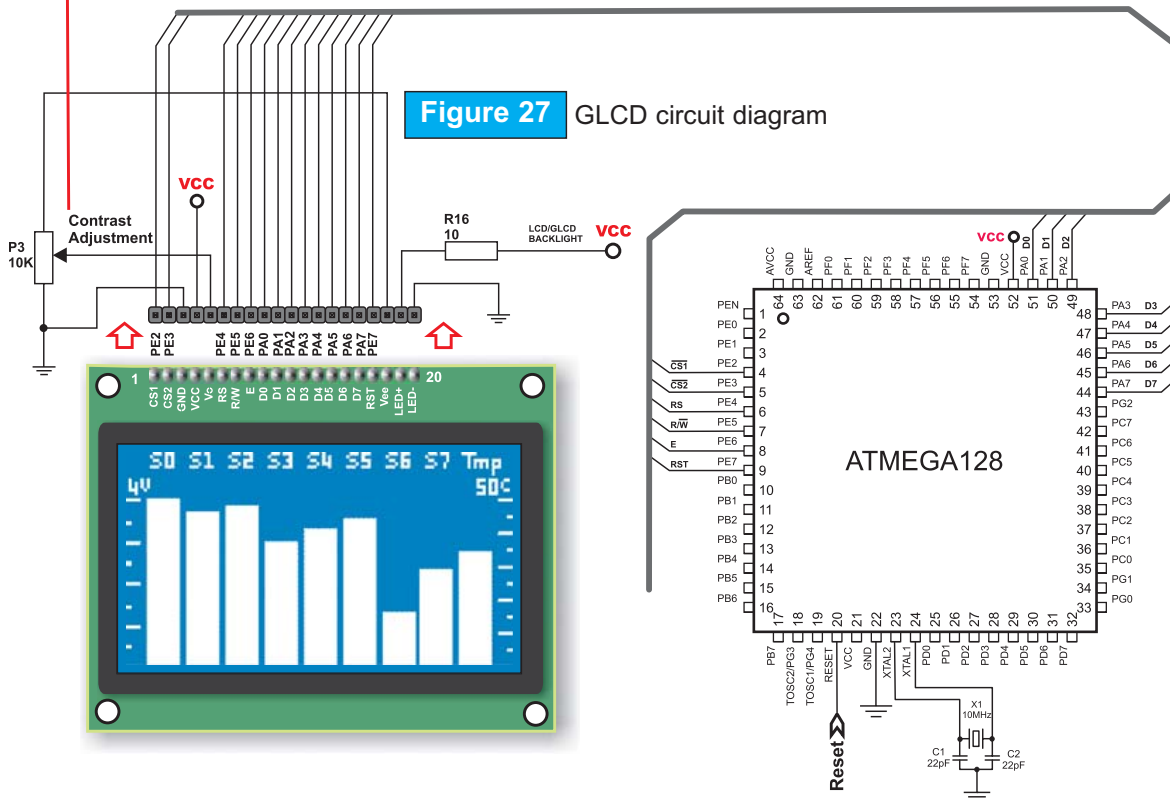 Figure 27 GLCD circuit diagram
VCC
Contrast
Adjustment
P3
10K
R16
10
LCD/GLCD
BACKLIGHT
VCC
PE2
PE3
PE4
PE5
PE6
PA0
PA1
PA2
PA3
PA4
PA5
PA6
PA7
PE7
1
20
CS1
CS2
GND
VCC
Vc
RS
R/W
E
D0
D1
D2
D3
D4
D5
D6
D7
RST
Vee
LED+
LED-
S0 S1 S2 S3 S4 S5 S6 S7 Tmp
4V 50C
VCC
D0
D1
D2
AVCC
GND
AREF
PF0
PF1
PF2
PF3
PF4
PF5
PF6
PF7
GND
VCC
PA0
PA1
PA2
64 63 62 61 60 59 58 57 56 55 54 53 52 51 50 49
PEN 1
PE0 2
PE1 3
CS1 PE2 4
CS2 PE3 5
RS PE4 6
R/W PE5 7
E PE6 8
RST PE7 9
PB0 10
PB1 11
PB2 12
PB3 13
PB4 14
PB5 15
PB6 16
ATMEGA128
48 PA3 D3
47 PA4 D4
46 PA5 D5
45 PA6 D6
44 PA7 D7
43 PG2
42 PC7
41 PC6
40 PC5
39 PC4
38 PC3
37 PC2
36 PC1
35 PC0
34 PG1
33 PG0
17 18 19 20 21 22 23 24 25 26 27 28 29 30 31 32
PB7
TOSC2/PG3
TOSC1/PG4
RESET
VCC
GND
XTAL2
XTAL1
PD0
PD1
PD2
PD3
PD4
PD5
PD6
PD7
Reset
X1
10MHz
C1
22pF
C2
22pF